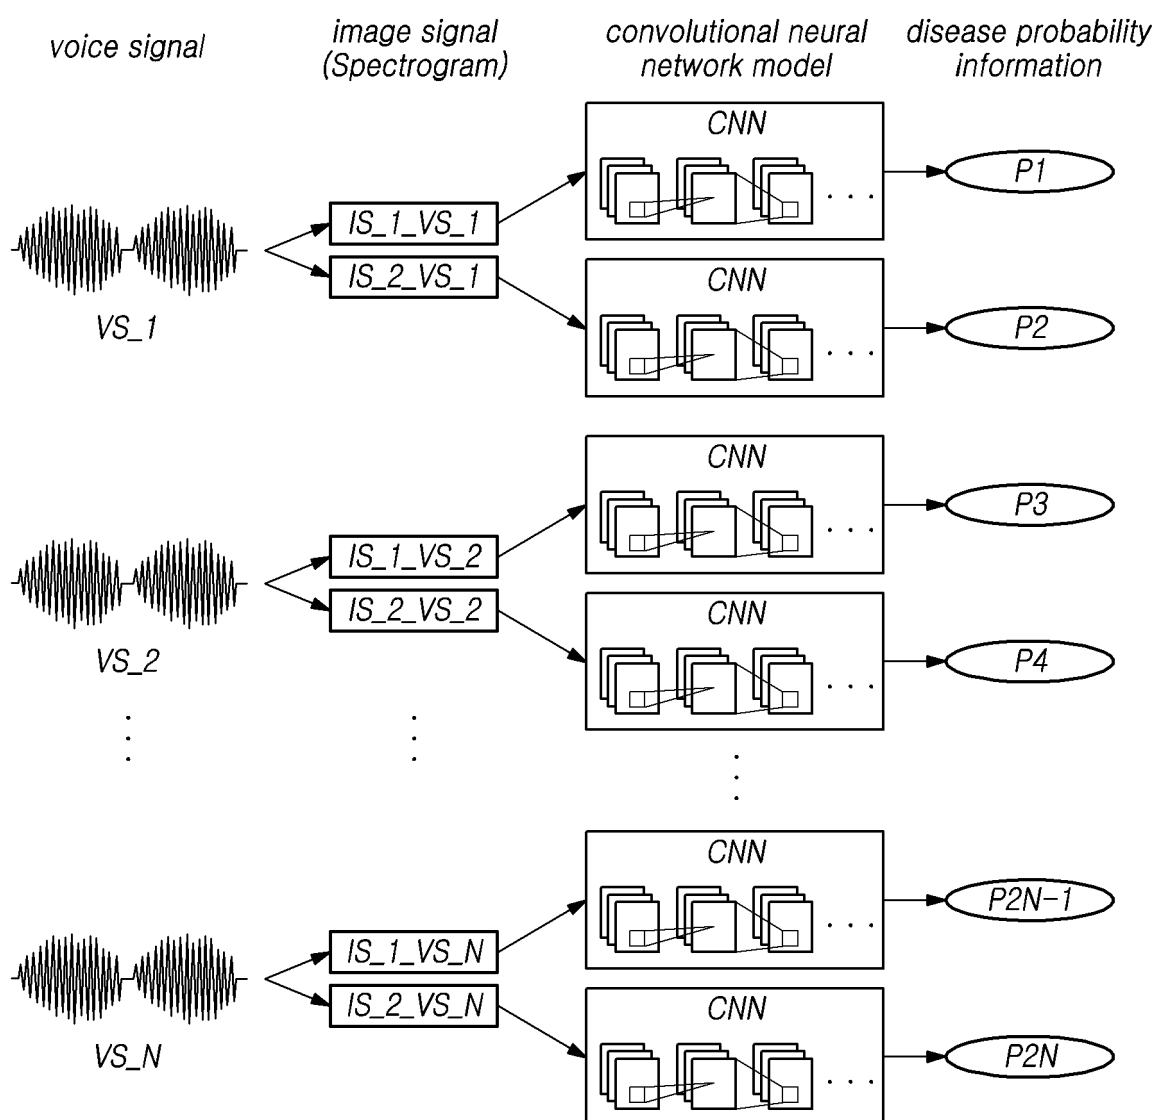 voice signal
image signal
(Spectrogram)
convolutional neural
network model
disease probability
information
CNN
P1
IS_1_VS_1
IS_2_VS_1
VS_1
CNN
P2
. . .
. . .
CNN
P3
IS_1_VS_2
IS_2_VS_2
VS_2
CNN
P4
. . .
. . .
CNN
P2N-1
IS_1_VS_N
IS_2_VS_N
VS_N
CNN
P2N
. . .
. . .